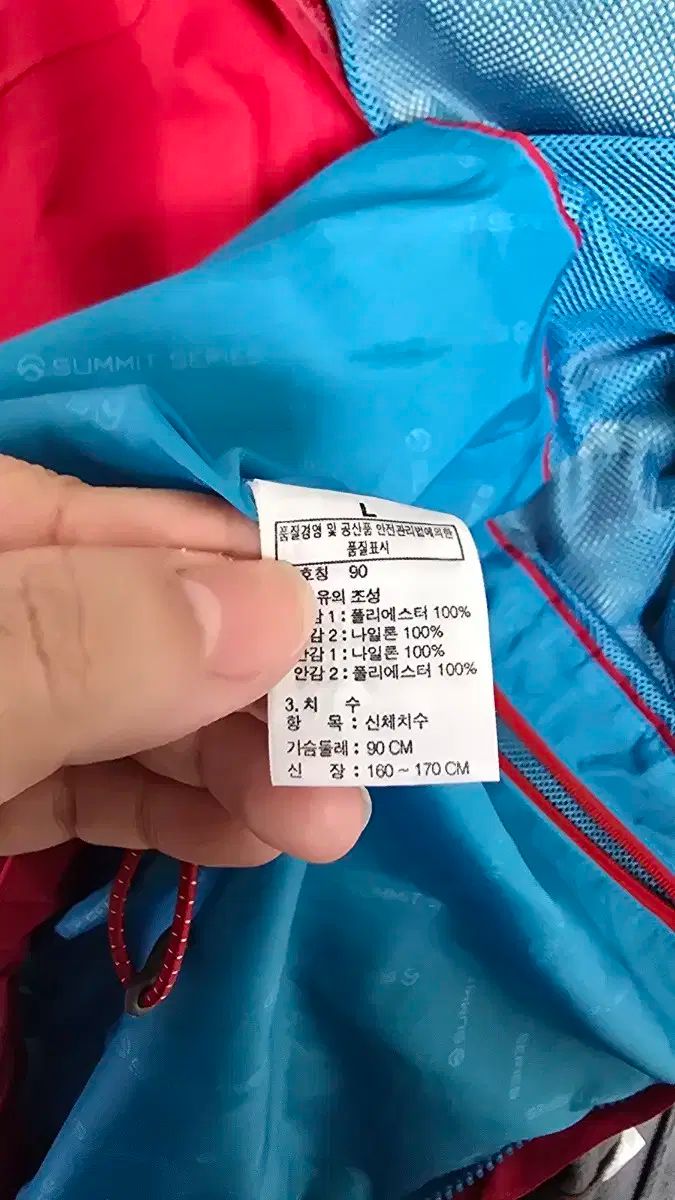 SUMMIT SERIES
L
품질경영 및 공산품 안전관리법에의한
품질표시
호칭 90
유의 조성
감 1 : 폴리에스터 100%
감 2 : 나일론 100%
안감 1 : 나일론 100%
안감 2 : 폴리에스터 100%
3. 치 수
항 목 : 신체치수
가슴둘레 : 90 CM
신 장 : 160 ~ 170 CM